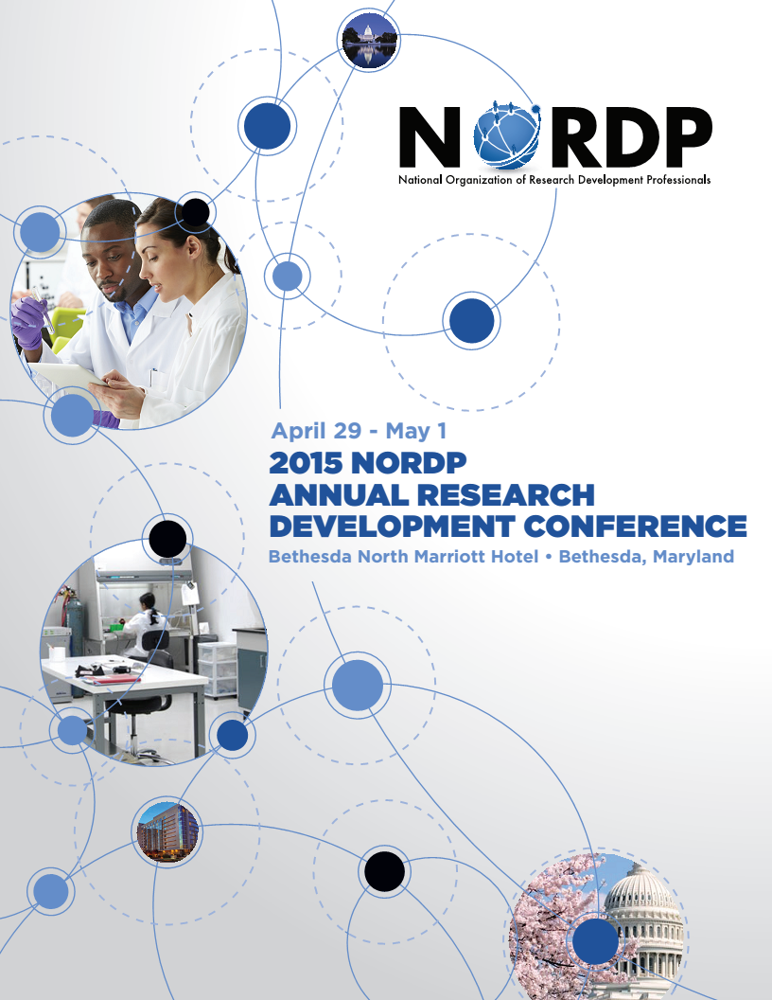 NORDP
National Organization of Research Development Professionals
April 29 - May 1
2015 NORDP
ANNUAL RESEARCH
DEVELOPMENT CONFERENCE
Bethesda North Marriott Hotel • Bethesda, Maryland